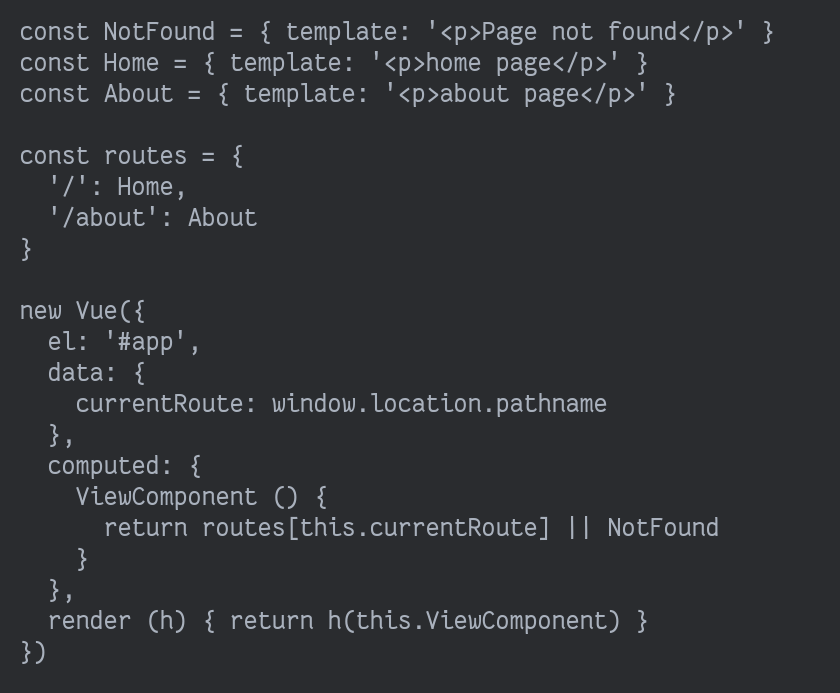 const NotFound = { template: '<p>Page not found</p>' }
const Home = { template: '<p>home page</p>' }
const About = { template: '<p>about page</p>' }

const routes = {
  '/': Home,
  '/about': About
}

new Vue({
  el: '#app',
  data: {
    currentRoute: window.location.pathname
  },
  computed: {
    ViewComponent () {
      return routes[this.currentRoute] || NotFound
    }
  },
  render (h) { return h(this.ViewComponent) }
})